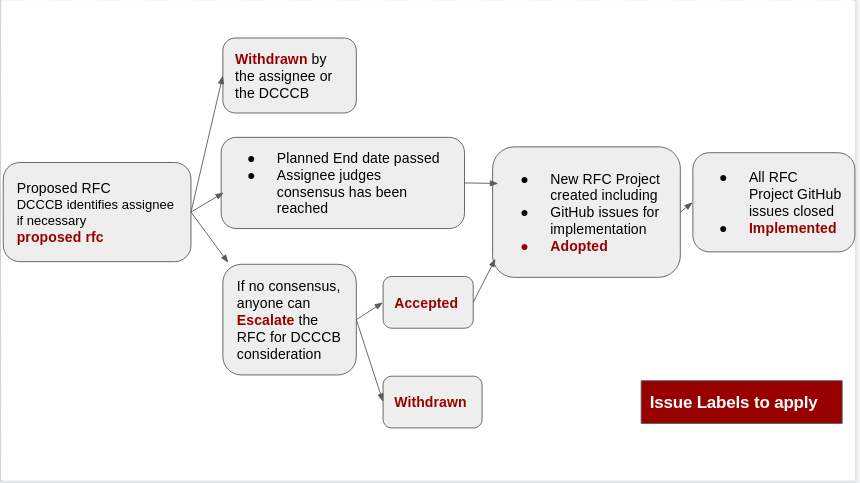 Withdrawn by
the assignee or
the DCCCB
Proposed RFC
DCCCB identifies assignee
if necessary
proposed rfc
● Planned End date passed
● Assignee judges
consensus has been
reached
If no consensus,
anyone can
Escalate the
RFC for DCCCB
consideration
Accepted
Withdrawn
● New RFC Project
created including
● GitHub issues for
implementation
● Adopted
● All RFC
Project GitHub
issues closed
● Implemented
Issue Labels to apply